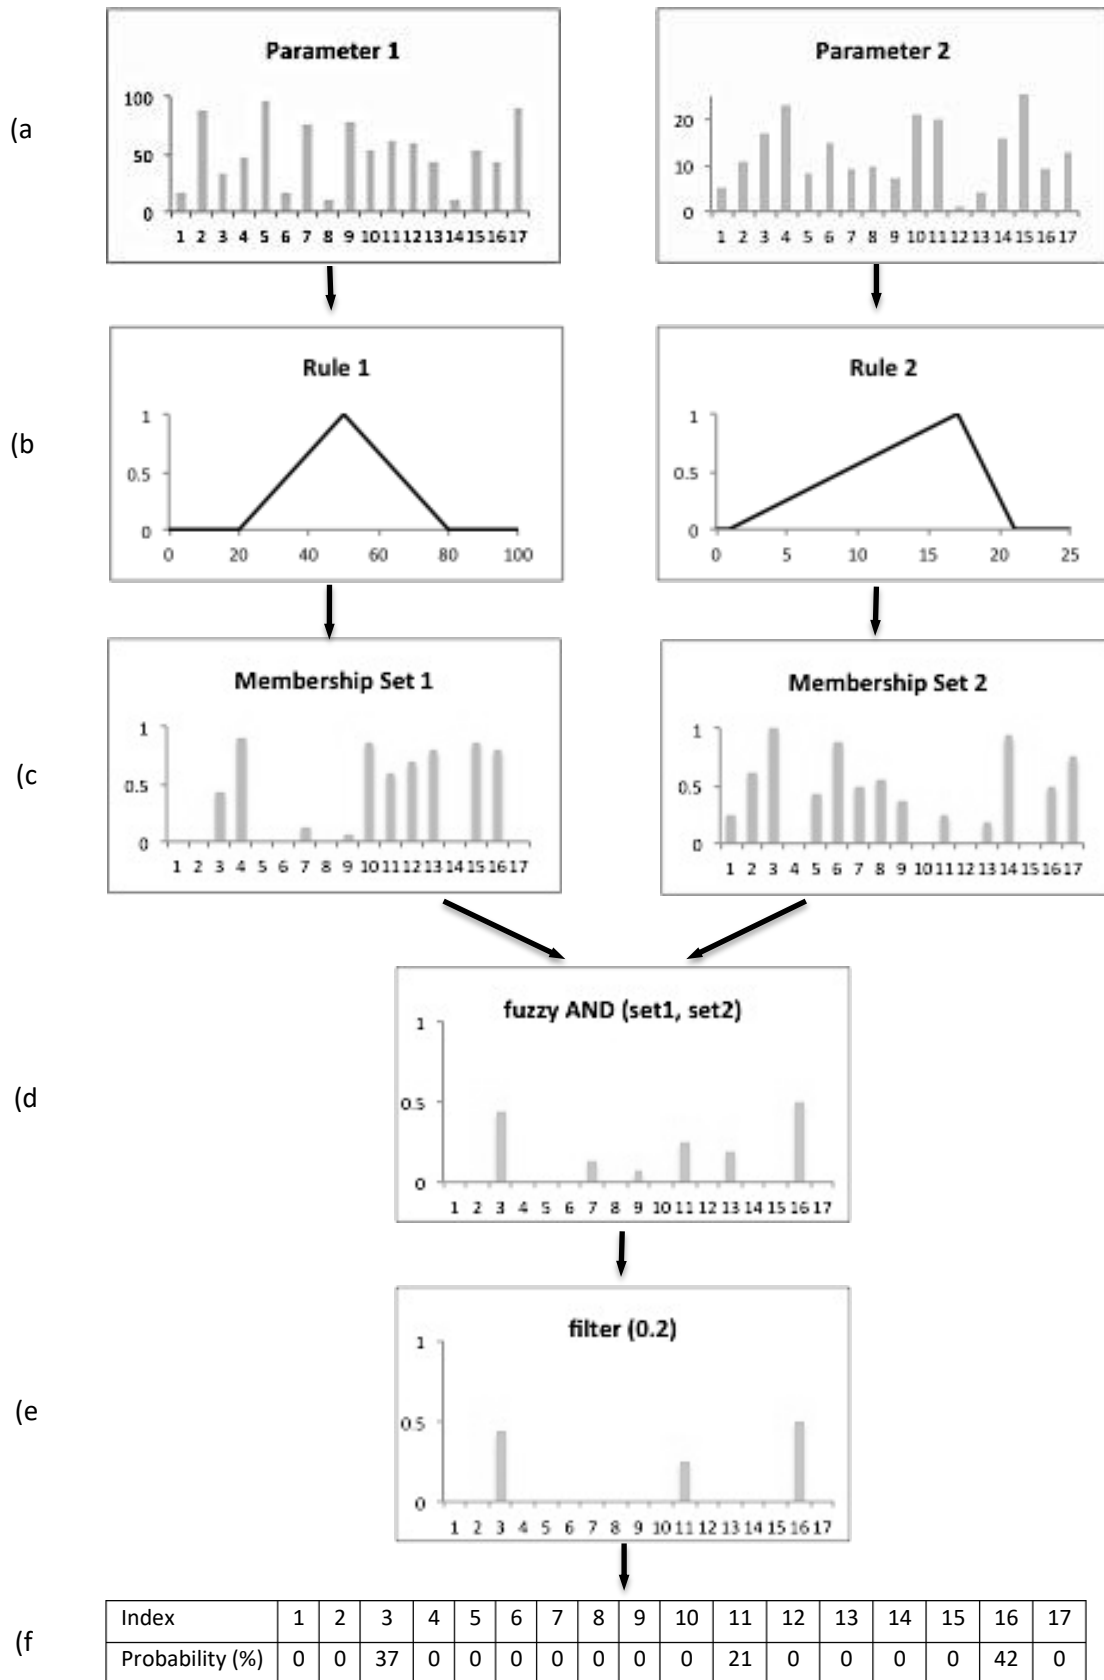 Parameter 1
100
50
0
1 2 3 4 5 6 7 8 9 10 11 12 13 14 15 16 17
Parameter 2
20
10
0
1 2 3 4 5 6 7 8 9 10 11 12 13 14 15 16 17
(a
Rule 1
1
0.5
0
0 20 40 60 80 100
Rule 2
1
0.5
0
0 5 10 15 20 25
(b
Membership Set 1
1
0.5
0
1 2 3 4 5 6 7 8 9 10 11 12 13 14 15 16 17
Membership Set 2
1
0.5
0
1 2 3 4 5 6 7 8 9 10 11 12 13 14 15 16 17
(c
fuzzy AND (set1, set2)
1
0.5
0
1 2 3 4 5 6 7 8 9 10 11 12 13 14 15 16 17
(d
filter (0.2)
1
0.5
0
1 2 3 4 5 6 7 8 9 10 11 12 13 14 15 16 17
(e
(f
Index 1 2 3 4 5 6 7 8 9 10 11 12 13 14 15 16 17
Probability (%) 0 0 37 0 0 0 0 0 0 0 21 0 0 0 0 42 0